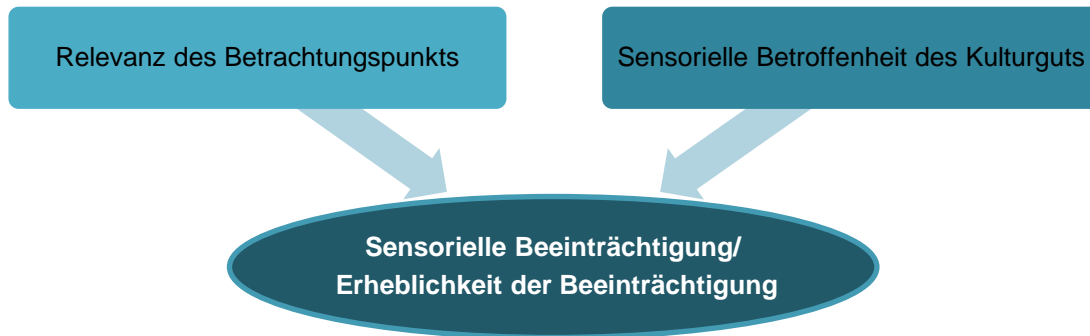 Relevanz des Betrachtungspunkts
Sensorielle Betroffenheit des Kulturguts
Sensorielle Beeinträchtigung/
Erheblichkeit der Beeinträchtigung